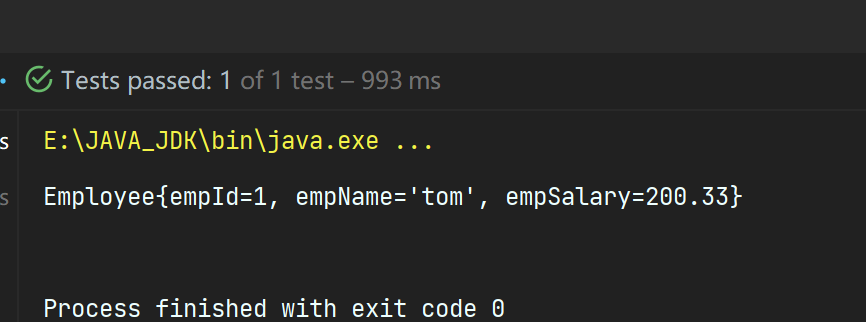 Tests passed: 1 of 1 test – 993 ms
s E:\JAVA_JDK\bin\java.exe ...
s Employee{empId=1, empName='tom', empSalary=200.33}
Process finished with exit code 0